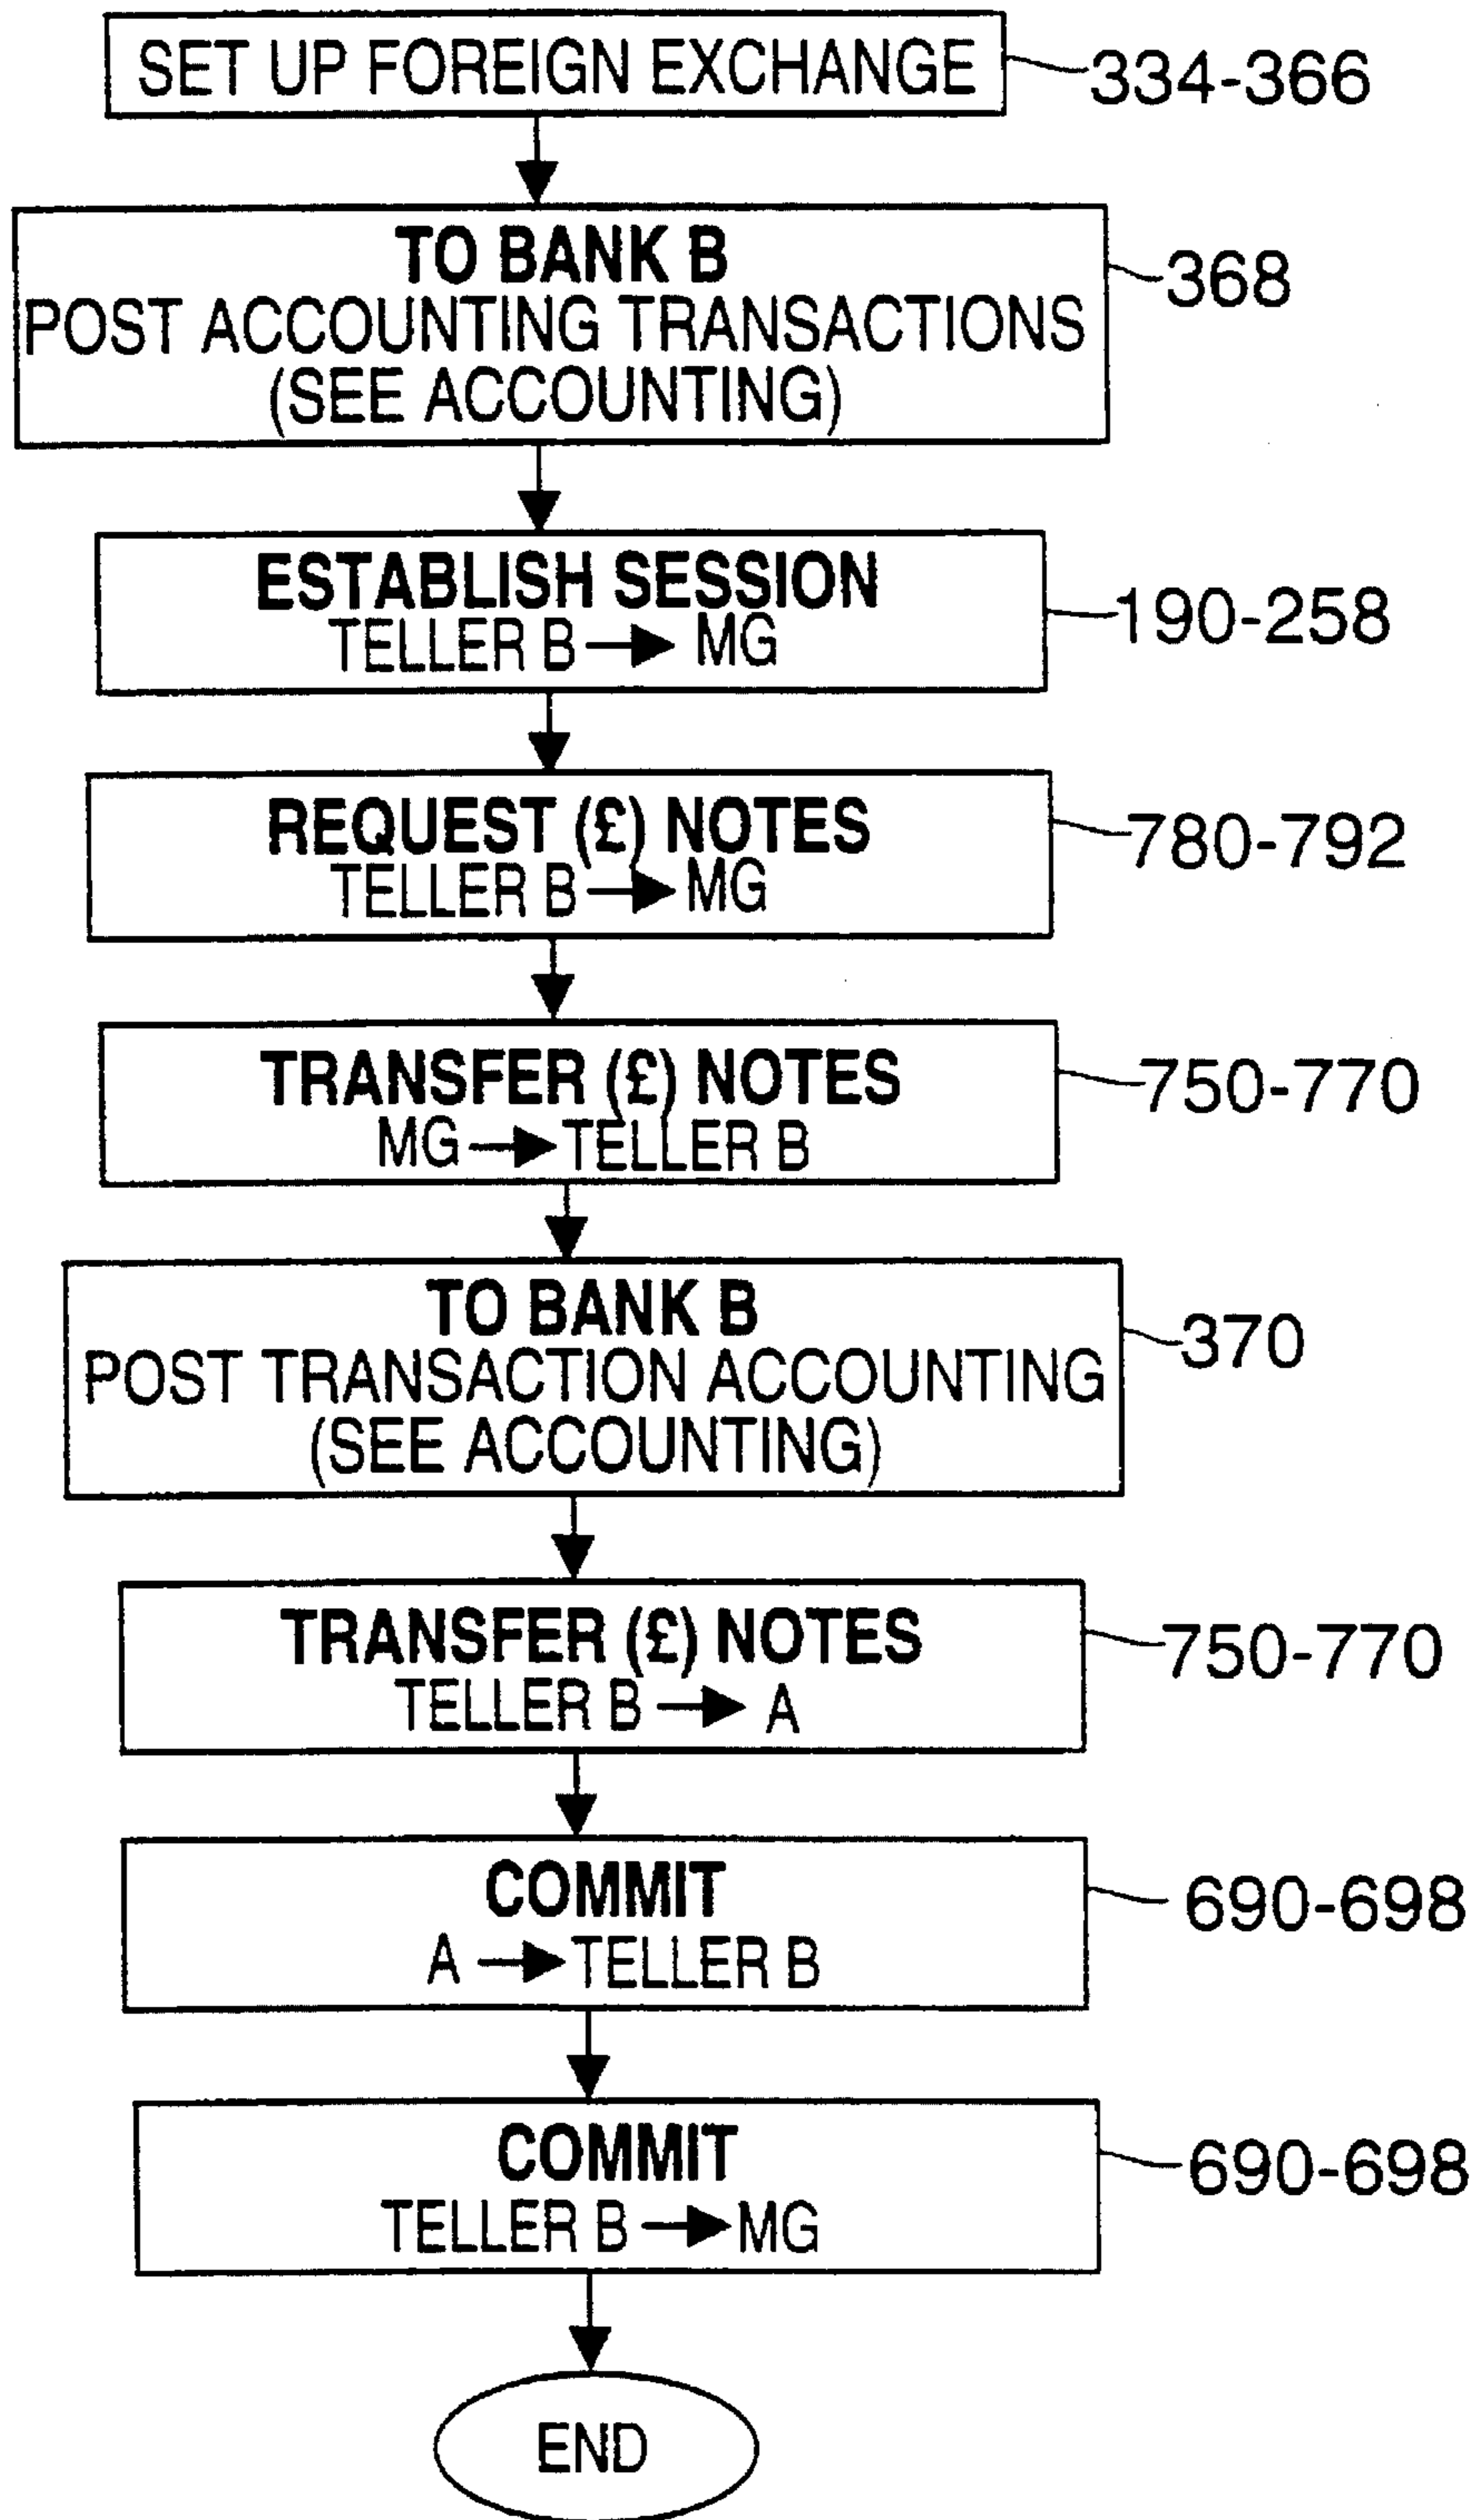 SET UP FOREIGN EXCHANGE
334-366
TO BANK B
POST ACCOUNTING TRANSACTIONS
(SEE ACCOUNTING)
368
ESTABLISH SESSION
TELLER B → MG
190-258
REQUEST (£) NOTES
TELLER B → MG
780-792
TRANSFER (£) NOTES
MG → TELLER B
750-770
TO BANK B
POST TRANSACTION ACCOUNTING
(SEE ACCOUNTING)
370
TRANSFER (£) NOTES
TELLER B → A
750-770
COMMIT
A → TELLER B
690-698
COMMIT
TELLER B → MG
690-698
END